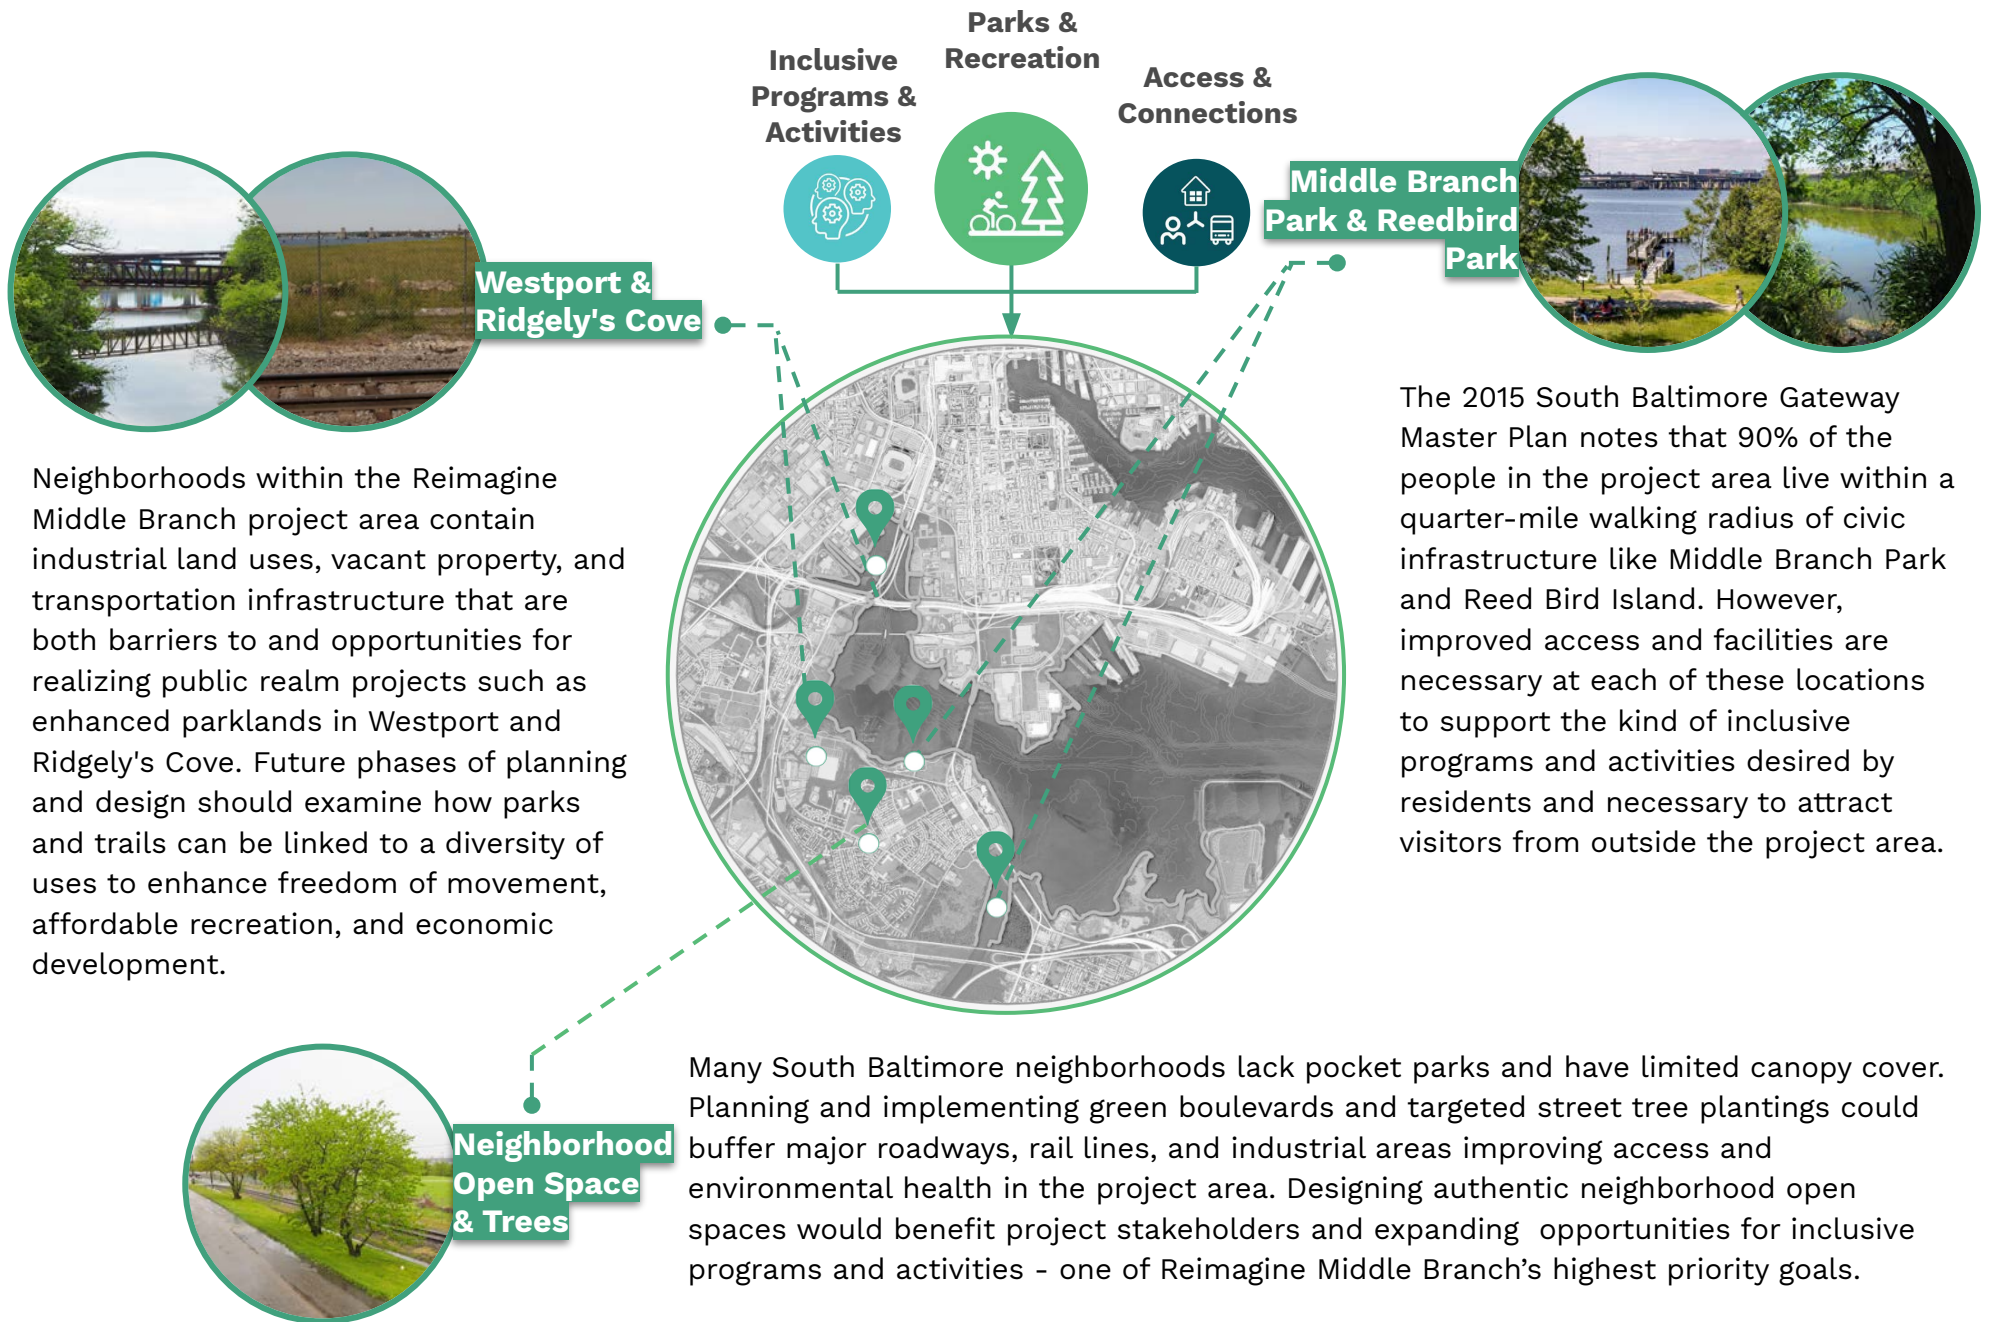 Inclusive
Programs &
Activities
Parks &
Recreation
Access &
Connections
Westport &
Ridgely's Cove
Middle Branch
Park & Reedbird
Park
Neighborhoods within the Reimagine
Middle Branch project area contain
industrial land uses, vacant property, and
transportation infrastructure that are
both barriers to and opportunities for
realizing public realm projects such as
enhanced parklands in Westport and
Ridgely's Cove. Future phases of planning
and design should examine how parks
and trails can be linked to a diversity of
uses to enhance freedom of movement,
affordable recreation, and economic
development.
The 2015 South Baltimore Gateway
Master Plan notes that 90% of the
people in the project area live within a
quarter-mile walking radius of civic
infrastructure like Middle Branch Park
and Reed Bird Island. However,
improved access and facilities are
necessary at each of these locations
to support the kind of inclusive
programs and activities desired by
residents and necessary to attract
visitors from outside the project area.
Neighborhood
Open Space
& Trees
Many South Baltimore neighborhoods lack pocket parks and have limited canopy cover.
Planning and implementing green boulevards and targeted street tree plantings could
buffer major roadways, rail lines, and industrial areas improving access and
environmental health in the project area. Designing authentic neighborhood open
spaces would benefit project stakeholders and expanding  opportunities for inclusive
programs and activities - one of Reimagine Middle Branch’s highest priority goals.